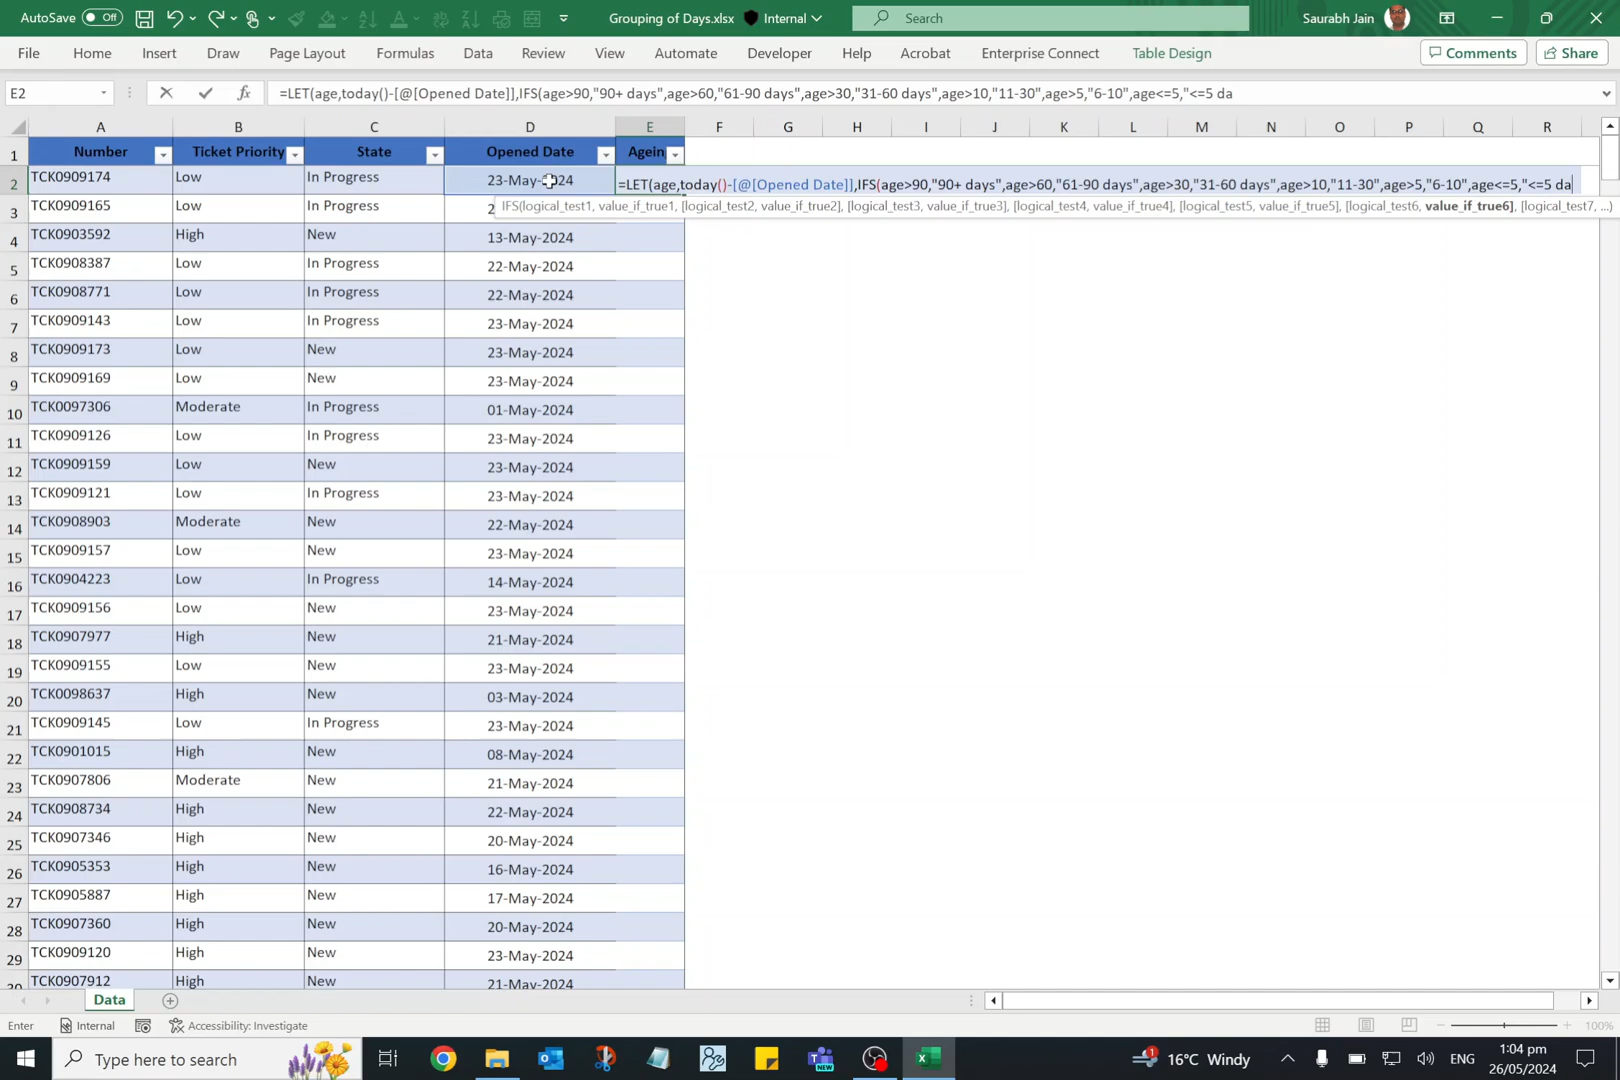 AutoSave Off Grouping of Days.xlsx Internal Search Saurabh Jain
File Home Insert Draw Page Layout Formulas Data Review View Automate Developer Help Acrobat Enterprise Connect Table Design Comments Share
E2 fx =LET(age,today()-[@[Opened Date]],IFS(age>90,"90+ days",age>60,"61-90 days",age>30,"31-60 days",age>10,"11-30",age>5,"6-10",age<=5,"<=5 da
A B C D E F G H I J K L M N O P Q R
1 Number Ticket Priority State Opened Date Agein
2 TCK0909174 Low In Progress 23-May-2024 =LET(age,today()-[@[Opened Date]],IFS(age>90,"90+ days",age>60,"61-90 days",age>30,"31-60 days",age>10,"11-30",age>5,"6-10",age<=5,"<=5 da
IFS(logical_test1, value_if_true1, [logical_test2, value_if_true2], [logical_test3, value_if_true3], [logical_test4, value_if_true4], [logical_test5, value_if_true5], [logical_test6, value_if_true6], [logical_test7, ...)
3 TCK0909165 Low In Progress 2
4 TCK0903592 High New 13-May-2024
5 TCK0908387 Low In Progress 22-May-2024
6 TCK0908771 Low In Progress 22-May-2024
7 TCK0909143 Low In Progress 23-May-2024
8 TCK0909173 Low New 23-May-2024
9 TCK0909169 Low New 23-May-2024
10 TCK0097306 Moderate In Progress 01-May-2024
11 TCK0909126 Low In Progress 23-May-2024
12 TCK0909159 Low New 23-May-2024
13 TCK0909121 Low In Progress 23-May-2024
14 TCK0908903 Moderate New 22-May-2024
15 TCK0909157 Low New 23-May-2024
16 TCK0904223 Low In Progress 14-May-2024
17 TCK0909156 Low New 23-May-2024
18 TCK0907977 High New 21-May-2024
19 TCK0909155 Low New 23-May-2024
20 TCK0098637 High New 03-May-2024
21 TCK0909145 Low In Progress 23-May-2024
22 TCK0901015 High New 08-May-2024
23 TCK0907806 Moderate New 21-May-2024
24 TCK0908734 High New 22-May-2024
25 TCK0907346 High New 20-May-2024
26 TCK0905353 High New 16-May-2024
27 TCK0905887 High New 17-May-2024
28 TCK0907360 High New 20-May-2024
29 TCK0909120 High New 23-May-2024
TCK0907912 High New 21-May-2024
Data
Enter Internal Accessibility: Investigate 100%
Type here to search NEW 1 16°C Windy ENG 1:04 pm
26/05/2024